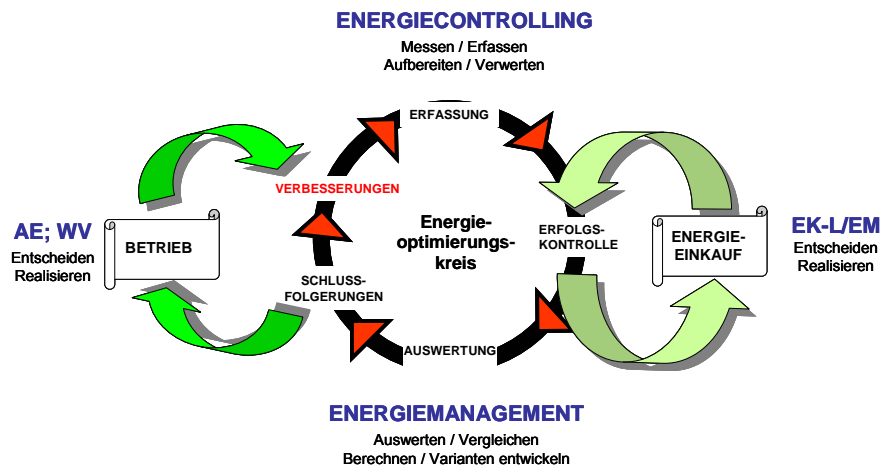 ENERGIECONTROLLING
Messen / Erfassen
Aufbereiten / Verwerten
ERFASSUNG
VERBESSERUNGEN
AE; WV
Entscheiden
Realisieren
BETRIEB
Energie-
optimierungs-
kreis
ERFOLGS-
KONTROLLE
ENERGIE-
EINKAUF
EK-L/EM
Entscheiden
Realisieren
SCHLUSS-
FOLGERUNGEN
AUSWERTUNG
ENERGIEMANAGEMENT
Auswerten / Vergleichen
Berechnen / Varianten entwickeln